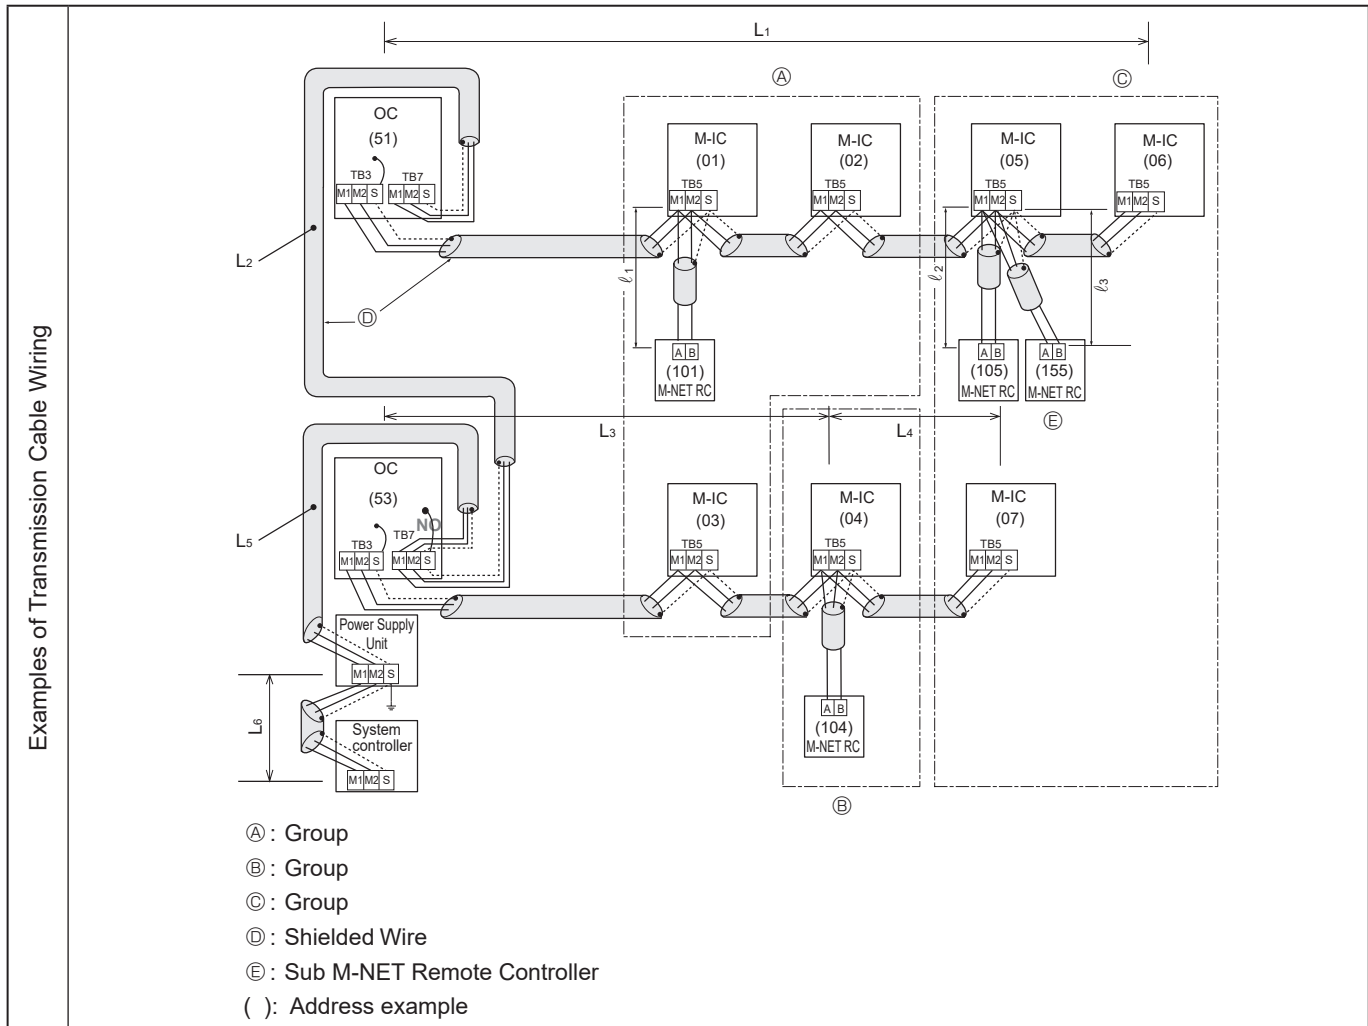 Examples of Transmission Cable Wiring
L1
Ⓐ
Ⓒ
OC
(51)
TB3
TB7
M1 M2 S
M1 M2 S
M-IC
(01)
TB5
M1 M2 S
M-IC
(02)
TB5
M1 M2 S
M-IC
(05)
TB5
M1 M2 S
M-IC
(06)
TB5
M1 M2 S
L2
Ⓓ
ℓ1
ℓ2
ℓ3
A B
(101)
M-NET RC
A B
(105)
M-NET RC
A B
(155)
M-NET RC
Ⓔ
L3
L4
OC
(53)
NO
TB3
TB7
M1 M2 S
M1 M2 S
M-IC
(03)
TB5
M1 M2 S
M-IC
(04)
TB5
M1 M2 S
M-IC
(07)
TB5
M1 M2 S
L5
Power Supply
Unit
M1 M2 S
L6
System
controller
M1 M2 S
A B
(104)
M-NET RC
Ⓑ
Ⓐ: Group
Ⓑ: Group
Ⓒ: Group
Ⓓ: Shielded Wire
Ⓔ: Sub M-NET Remote Controller
( ): Address example